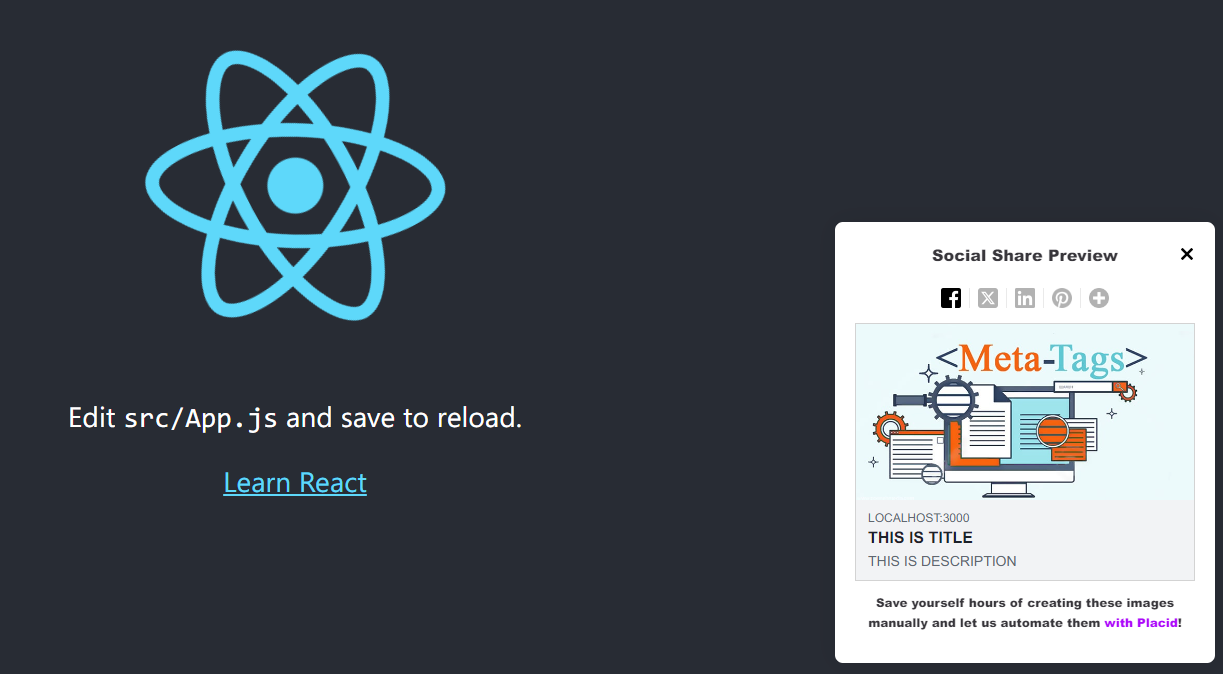 Edit src/App.js and save to reload.
Learn React
Social Share Preview
<Meta-Tags>
LOCALHOST:3000
THIS IS TITLE
THIS IS DESCRIPTION
Save yourself hours of creating these images
manually and let us automate them with Placid!